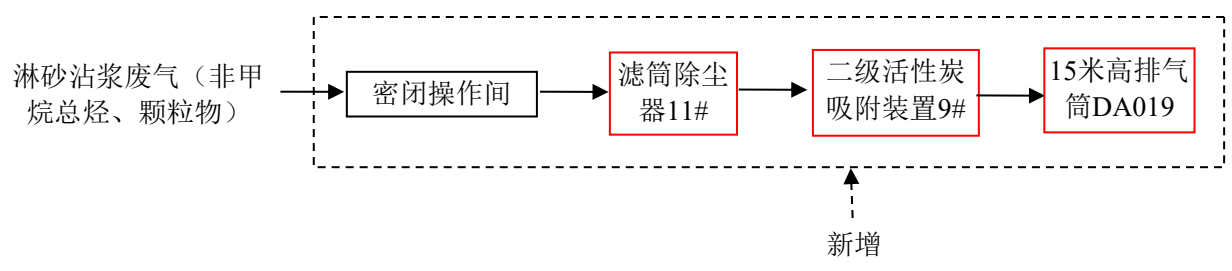 淋砂沾浆废气（非甲
烷总烃、颗粒物）
密闭操作间
滤筒除尘
器11#
二级活性炭
吸附装置9#
15米高排气
筒DA019
新增